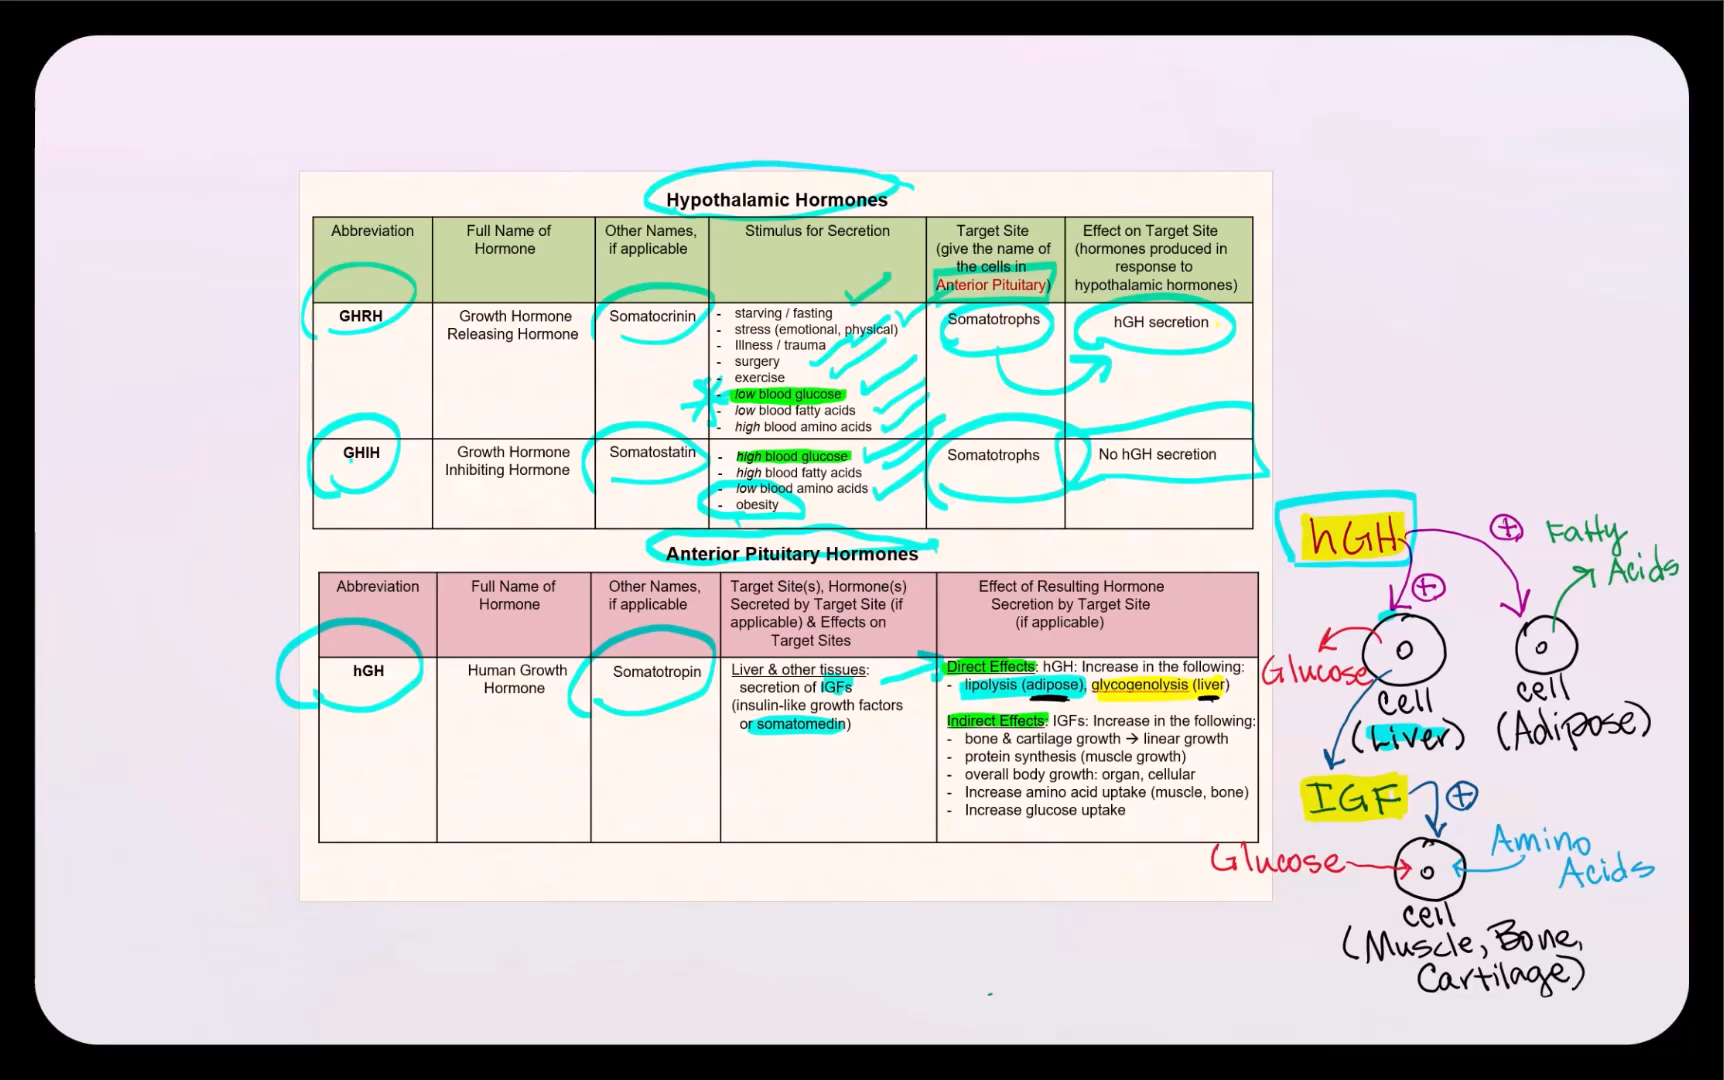 Hypothalamic Hormones
Abbreviation
Full Name of
Hormone
Other Names,
if applicable
Stimulus for Secretion
Target Site
(give the name of
the cells in
Anterior Pituitary)
Effect on Target Site
(hormones produced in
response to
hypothalamic hormones)
GHRH
Growth Hormone
Releasing Hormone
Somatocrinin
- starving / fasting
- stress (emotional, physical)
- Illness / trauma
- surgery
- exercise
- low blood glucose
- low blood fatty acids
- high blood amino acids
Somatotrophs
hGH secretion
GHIH
Growth Hormone
Inhibiting Hormone
Somatostatin
- high blood glucose
- high blood fatty acids
- low blood amino acids
- obesity
Somatotrophs
No hGH secretion
Anterior Pituitary Hormones
Abbreviation
Full Name of
Hormone
Other Names,
if applicable
Target Site(s), Hormone(s)
Secreted by Target Site (if
applicable) & Effects on
Target Sites
Effect of Resulting Hormone
Secretion by Target Site
(if applicable)
hGH
Human Growth
Hormone
Somatotropin
Liver & other tissues:
secretion of IGFs
(insulin-like growth factors
or somatomedin)
Direct Effects: hGH: Increase in the following:
- lipolysis (adipose), glycogenolysis (liver)
Indirect Effects: IGFs: Increase in the following:
- bone & cartilage growth → linear growth
- protein synthesis (muscle growth)
- overall body growth: organ, cellular
- Increase amino acid uptake (muscle, bone)
- Increase glucose uptake
hGH
+
Fatty
Acids
+
Glucose
cell
(Liver)
cell
(Adipose)
IGF
+
Glucose
Amino
Acids
cell
(Muscle, Bone,
Cartilage)